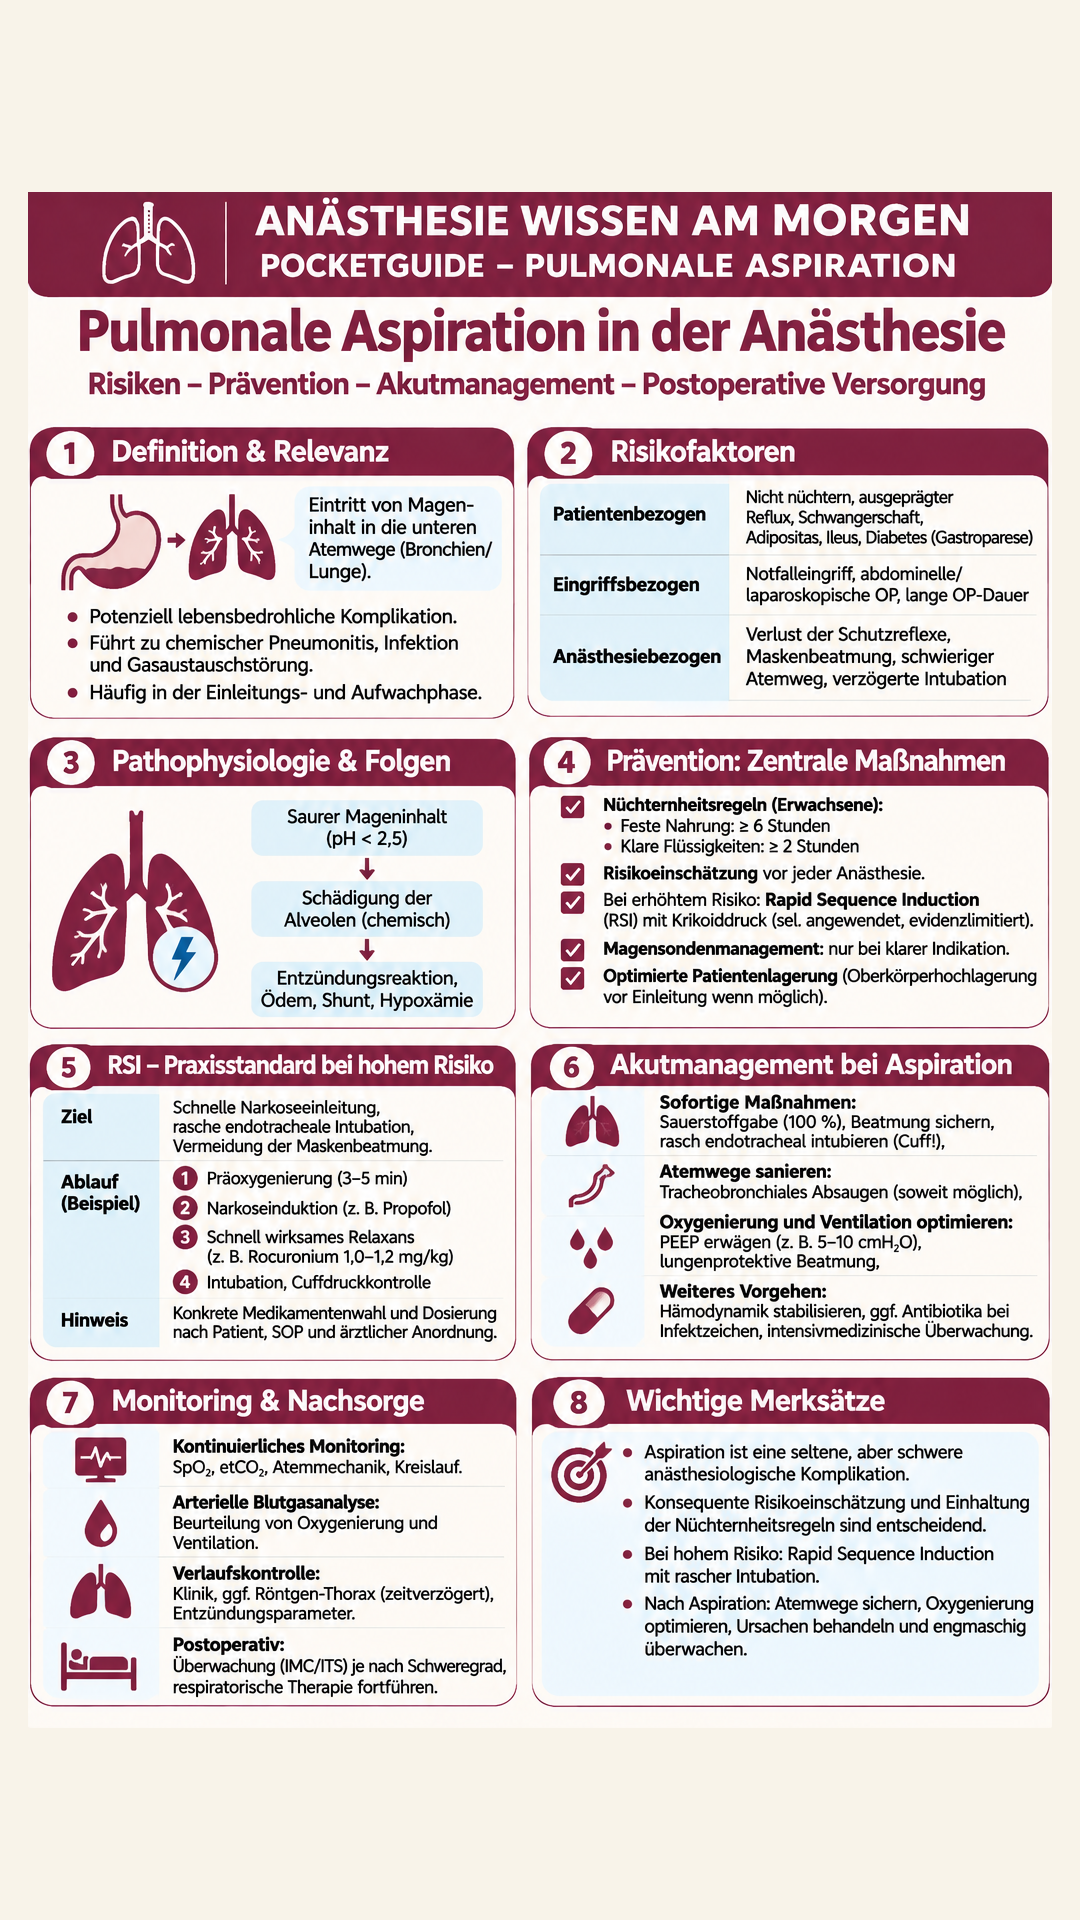 ANÄSTHESIE WISSEN AM MORGEN
POCKETGUIDE – PULMONALE ASPIRATION
Pulmonale Aspiration in der Anästhesie
Risiken – Prävention – Akutmanagement – Postoperative Versorgung
1 Definition & Relevanz
Eintritt von Magen-
inhalt in die unteren
Atemwege (Bronchien/
Lunge).
• Potenziell lebensbedrohliche Komplikation.
• Führt zu chemischer Pneumonitis, Infektion
und Gasaustauschstörung.
• Häufig in der Einleitungs- und Aufwachphase.
2 Risikofaktoren
Patientenbezogen
Nicht nüchtern, ausgeprägter
Reflux, Schwangerschaft,
Adipositas, Ileus, Diabetes (Gastroparese)
Eingriffsbezogen
Notfalleingriff, abdominelle/
laparoskopische OP, lange OP-Dauer
Anästhesiebezogen
Verlust der Schutzreflexe,
Maskenbeatmung, schwieriger
Atemweg, verzögerte Intubation
3 Pathophysiologie & Folgen
Saurer Mageninhalt
(pH < 2,5)
Schädigung der
Alveolen (chemisch)
Entzündungsreaktion,
Ödem, Shunt, Hypoxämie
4 Prävention: Zentrale Maßnahmen
Nüchternheitsregeln (Erwachsene):
• Feste Nahrung: ≥ 6 Stunden
• Klare Flüssigkeiten: ≥ 2 Stunden
Risikoeinschätzung vor jeder Anästhesie.
Bei erhöhtem Risiko: Rapid Sequence Induction
(RSI) mit Krikoiddruck (sel. angewendet, evidenzlimitiert).
Magensondenmanagement: nur bei klarer Indikation.
Optimierte Patientenlagerung (Oberkörperhochlagerung
vor Einleitung wenn möglich).
5 RSI – Praxisstandard bei hohem Risiko
Ziel
Schnelle Narkoseeinleitung,
rasche endotracheale Intubation,
Vermeidung der Maskenbeatmung.
Ablauf
(Beispiel)
1 Präoxygenierung (3–5 min)
2 Narkoseinduktion (z. B. Propofol)
3 Schnell wirksames Relaxans
(z. B. Rocuronium 1,0–1,2 mg/kg)
4 Intubation, Cuffdruckkontrolle
Hinweis
Konkrete Medikamentenwahl und Dosierung
nach Patient, SOP und ärztlicher Anordnung.
6 Akutmanagement bei Aspiration
Sofortige Maßnahmen:
Sauerstoffgabe (100 %), Beatmung sichern,
rasch endotracheal intubieren (Cuff!),
Atemwege sanieren:
Tracheobronchiales Absaugen (soweit möglich),
Oxygenierung und Ventilation optimieren:
PEEP erwägen (z. B. 5–10 cmH₂O),
lungenprotektive Beatmung,
Weiteres Vorgehen:
Hämodynamik stabilisieren, ggf. Antibiotika bei
Infektzeichen, intensivmedizinische Überwachung.
7 Monitoring & Nachsorge
Kontinuierliches Monitoring:
SpO₂, etCO₂, Atemmechanik, Kreislauf.
Arterielle Blutgasanalyse:
Beurteilung von Oxygenierung und
Ventilation.
Verlaufskontrolle:
Klinik, ggf. Röntgen-Thorax (zeitverzögert),
Entzündungsparameter.
Postoperativ:
Überwachung (IMC/ITS) je nach Schweregrad,
respiratorische Therapie fortführen.
8 Wichtige Merksätze
• Aspiration ist eine seltene, aber schwere
anästhesiologische Komplikation.
• Konsequente Risikoeinschätzung und Einhaltung
der Nüchternheitsregeln sind entscheidend.
• Bei hohem Risiko: Rapid Sequence Induction
mit rascher Intubation.
• Nach Aspiration: Atemwege sichern, Oxygenierung
optimieren, Ursachen behandeln und engmaschig
überwachen.